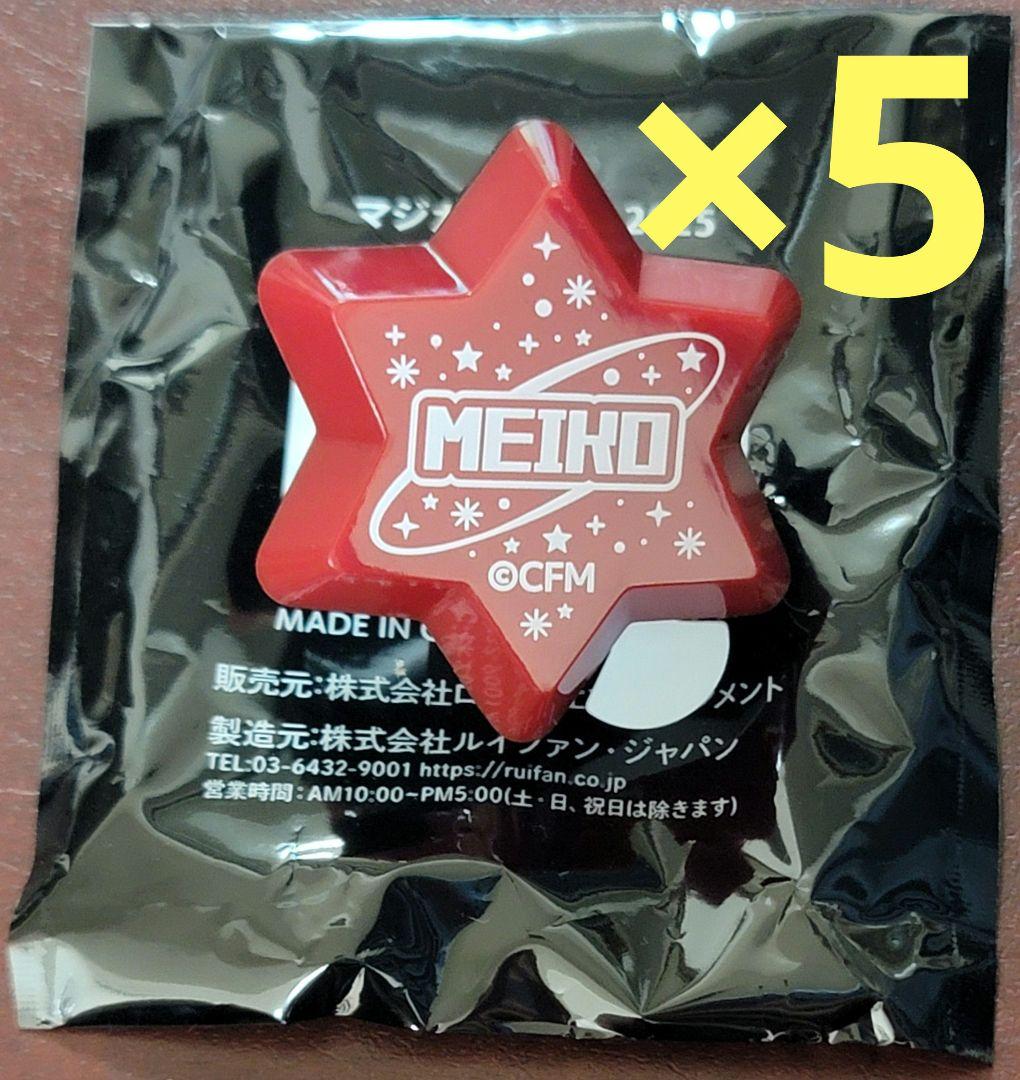 ×5
マジカ 2025
MEIKO
©CFM
MADE IN C
販売元:株式会社ロ メント
製造元:株式会社ルイファン・ジャパン
TEL:03-6432-9001 https://ruifan.co.jp
営業時間:AM10:00~PM5:00(土・日、祝日は除きます)